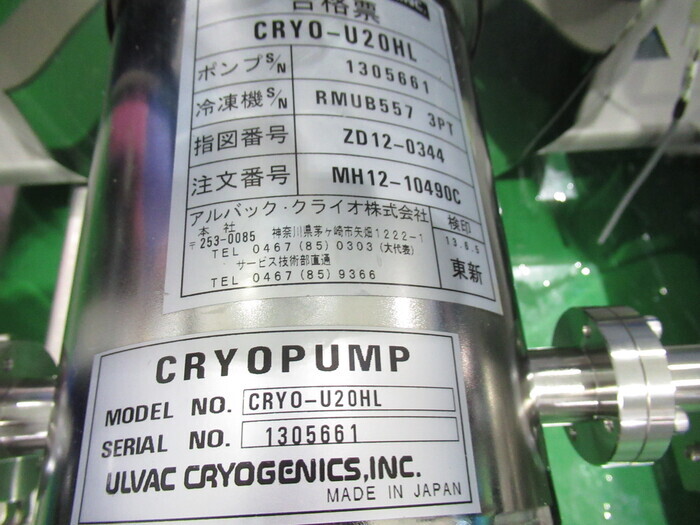 合格票
INC.
CRYO-U20HL
ポンプS/N 1305661
冷凍機S/N RMUB557 3PT
指図番号 ZD12-0344
注文番号 MH12-10490C
アルバック・クライオ株式会社
本社
〒253-0085 神奈川県茅ヶ崎市矢畑1222-1
TEL 0467(85)0303(大代表)
サービス技術部直通
TEL 0467(85)9366
検印
東新
CRYOPUMP
MODEL NO. CRYO-U20HL
SERIAL NO. 1305661
ULVAC CRYOGENICS,INC.
MADE IN JAPAN